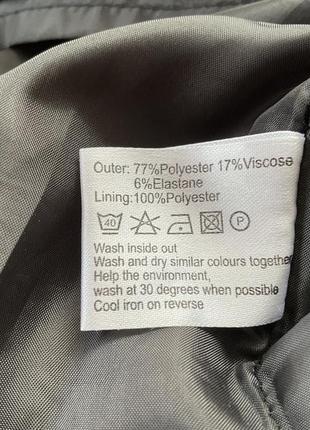 Outer: 77%Polyester 17%Viscose
6%Elastane
Lining:100%Polyester
40 P
Wash inside out
Wash and dry similar colours together
Help the environment,
wash at 30 degrees when possible
Cool iron on reverse